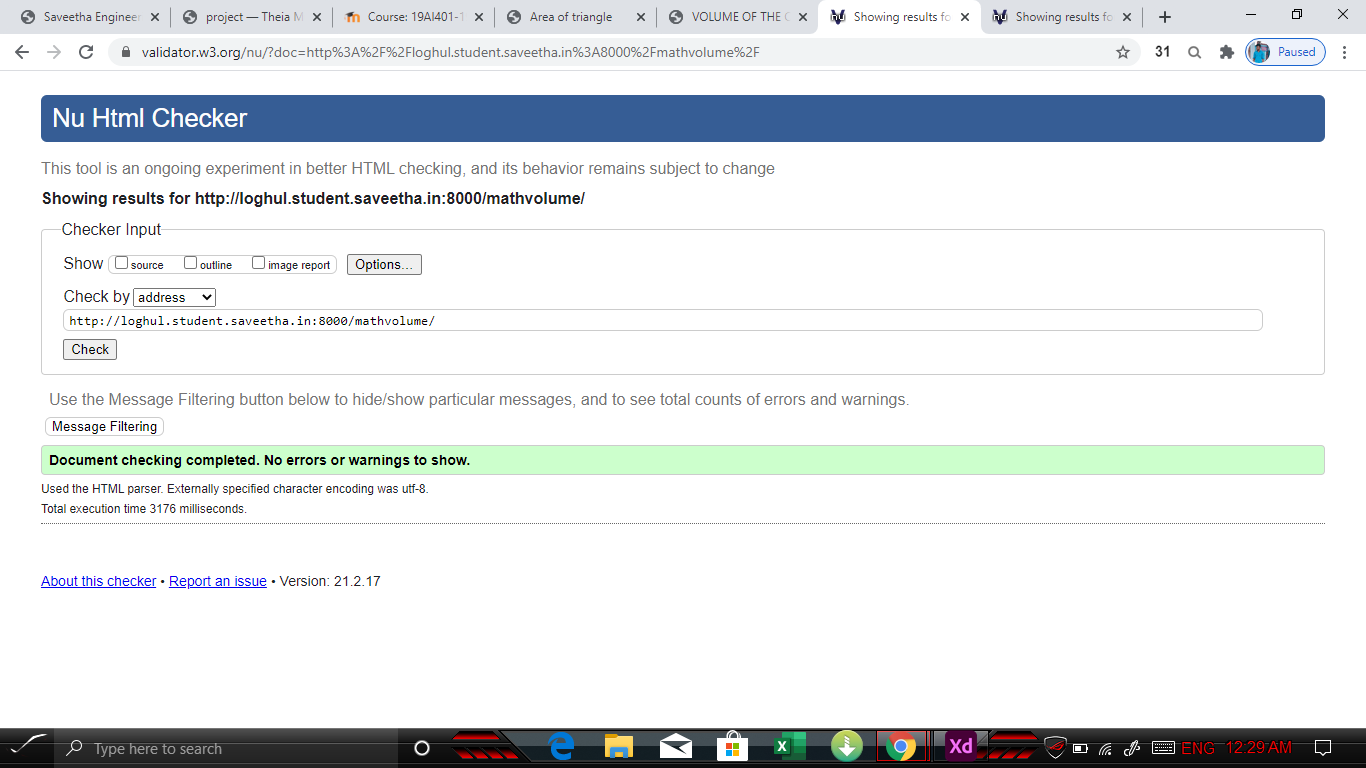 Saveetha Engineer
project — Theia M
Course: 19AI401-1
Area of triangle
VOLUME OF THE C
Showing results fo
Showing results fo
validator.w3.org/nu/?doc=http%3A%2F%2Floghul.student.saveetha.in%3A8000%2Fmathvolume%2F
31
Paused
Nu Html Checker
This tool is an ongoing experiment in better HTML checking, and its behavior remains subject to change
Showing results for http://loghul.student.saveetha.in:8000/mathvolume/
Checker Input
Show source outline image report Options...
Check by address
http://loghul.student.saveetha.in:8000/mathvolume/
Check
Use the Message Filtering button below to hide/show particular messages, and to see total counts of errors and warnings.
Message Filtering
Document checking completed. No errors or warnings to show.
Used the HTML parser. Externally specified character encoding was utf-8.
Total execution time 3176 milliseconds.
About this checker • Report an issue • Version: 21.2.17
Type here to search
Xd
ENG 12:29 AM